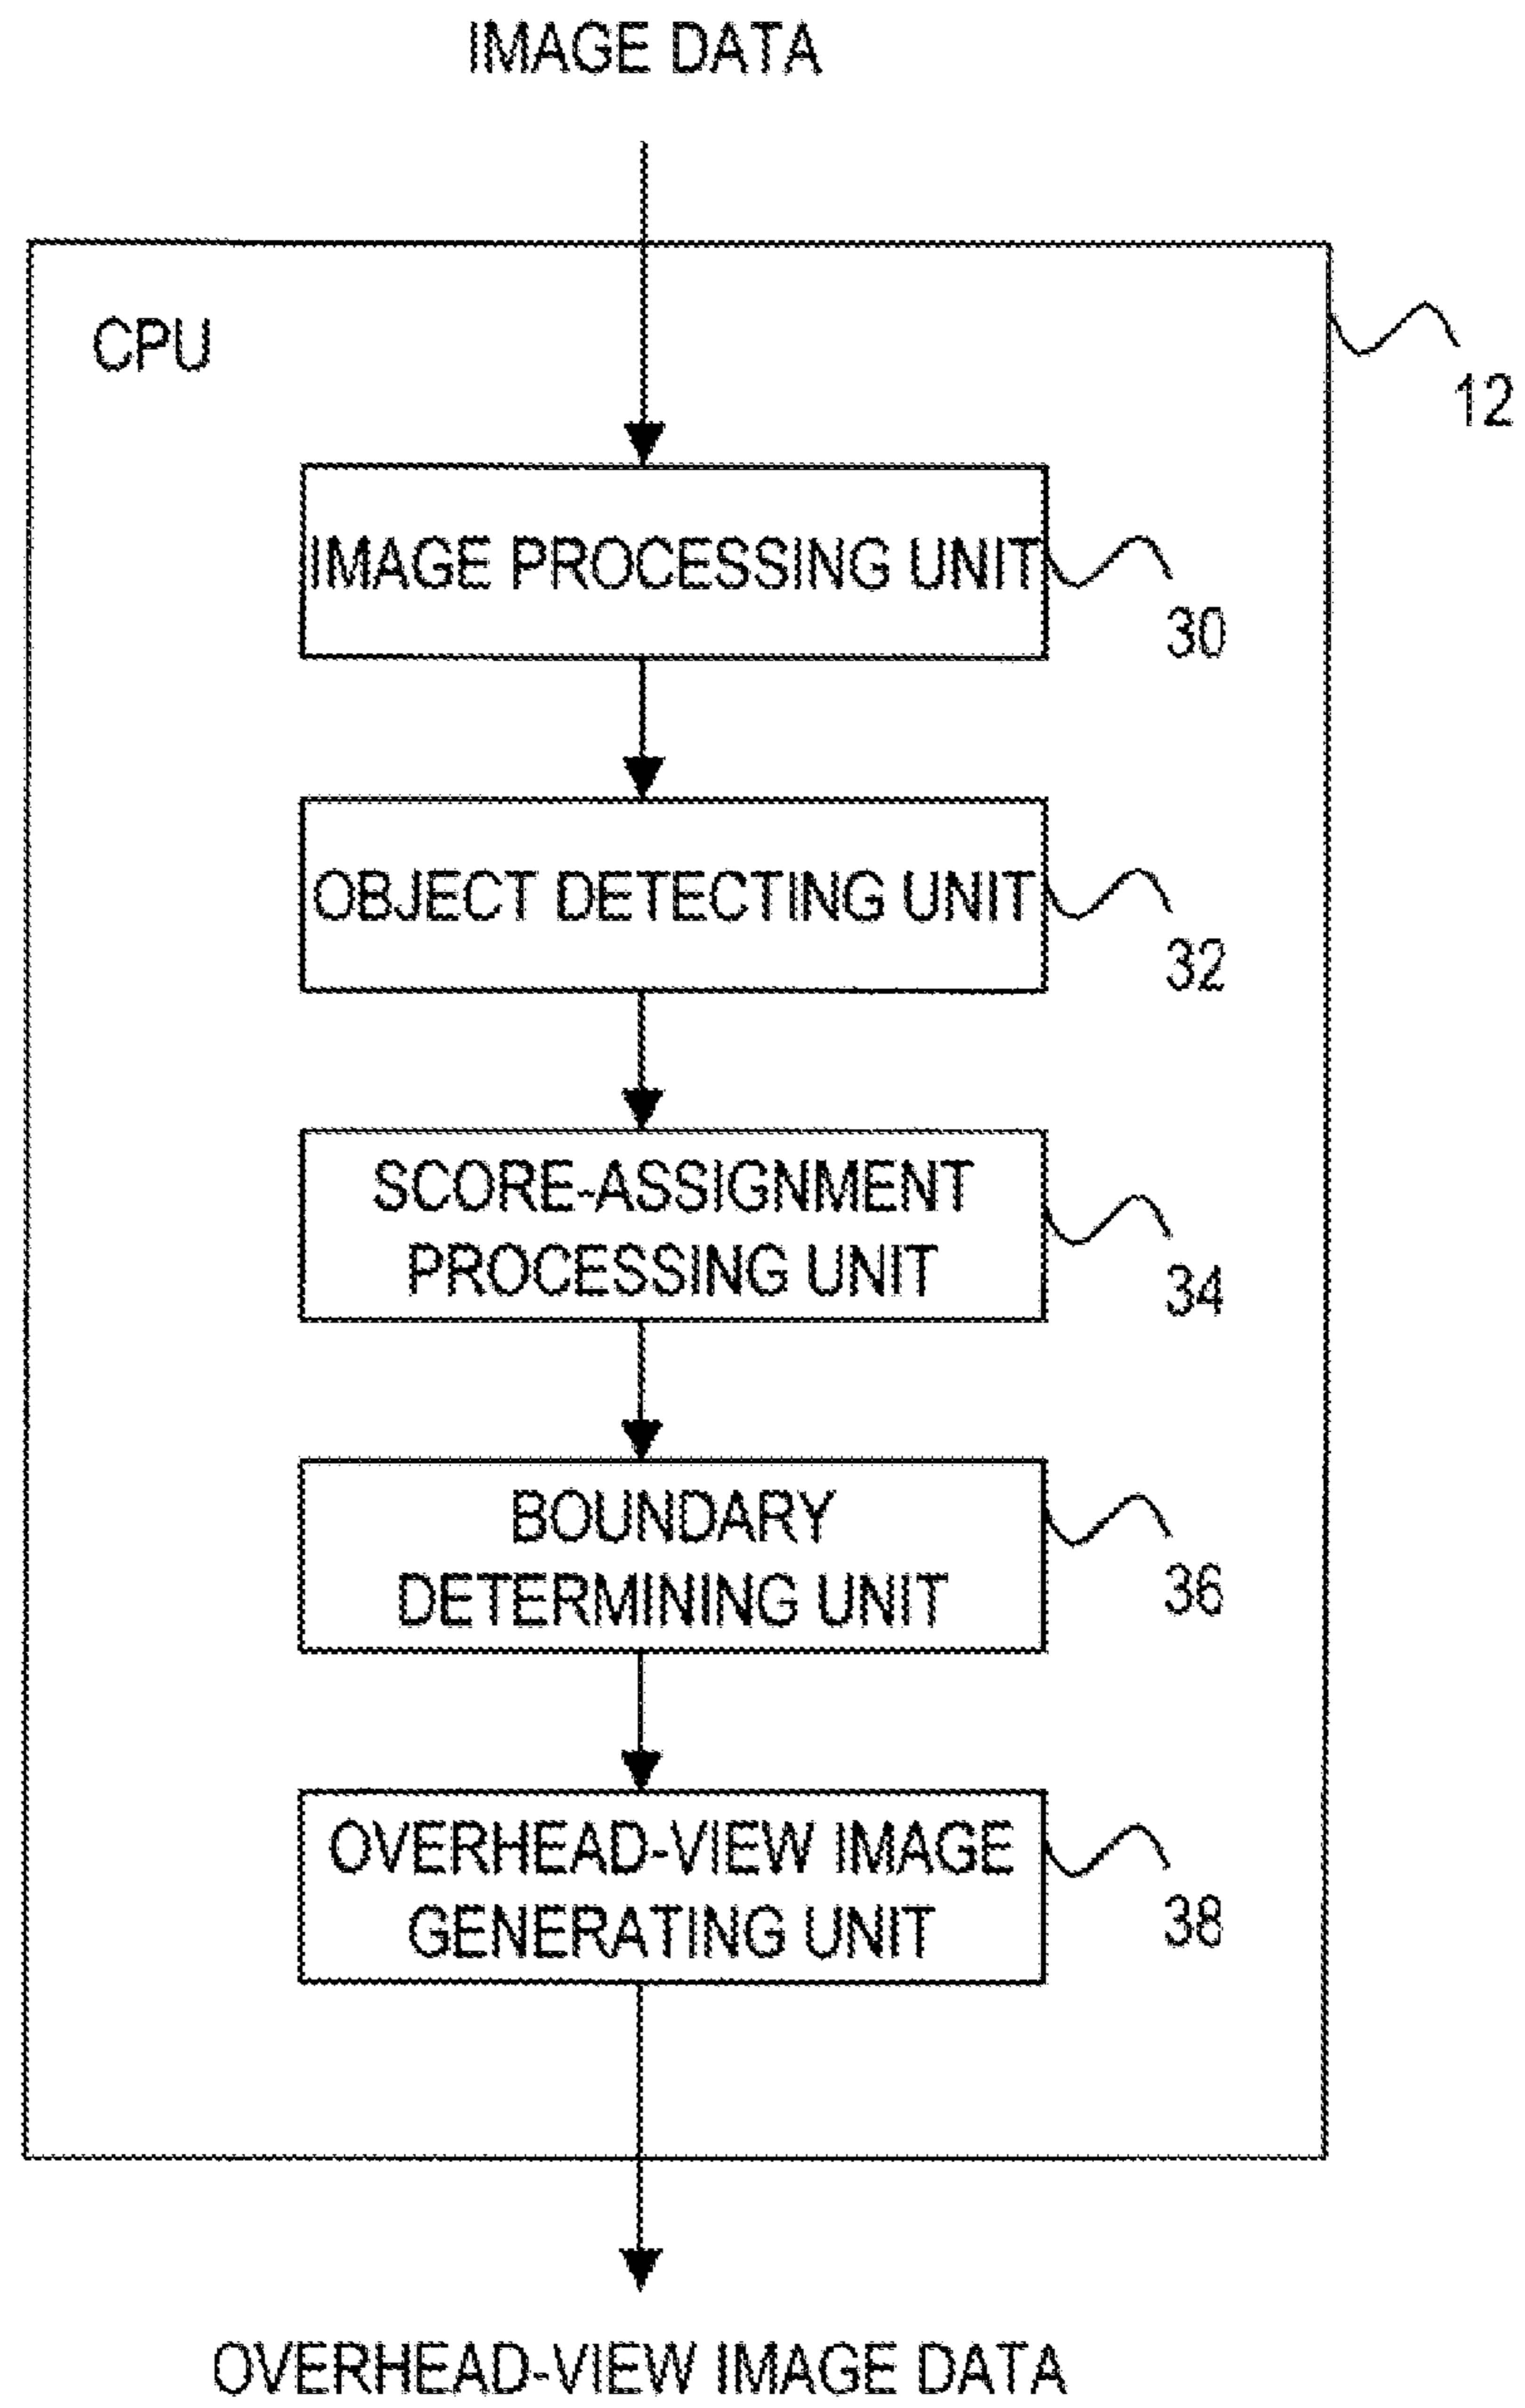 IMAGE DATA
CPU
12
IMAGE PROCESSING UNIT
30
OBJECT DETECTING UNIT
32
SCORE-ASSIGNMENT
PROCESSING UNIT
34
BOUNDARY
DETERMINING UNIT
36
OVERHEAD-VIEW IMAGE
GENERATING UNIT
38
OVERHEAD-VIEW IMAGE DATA